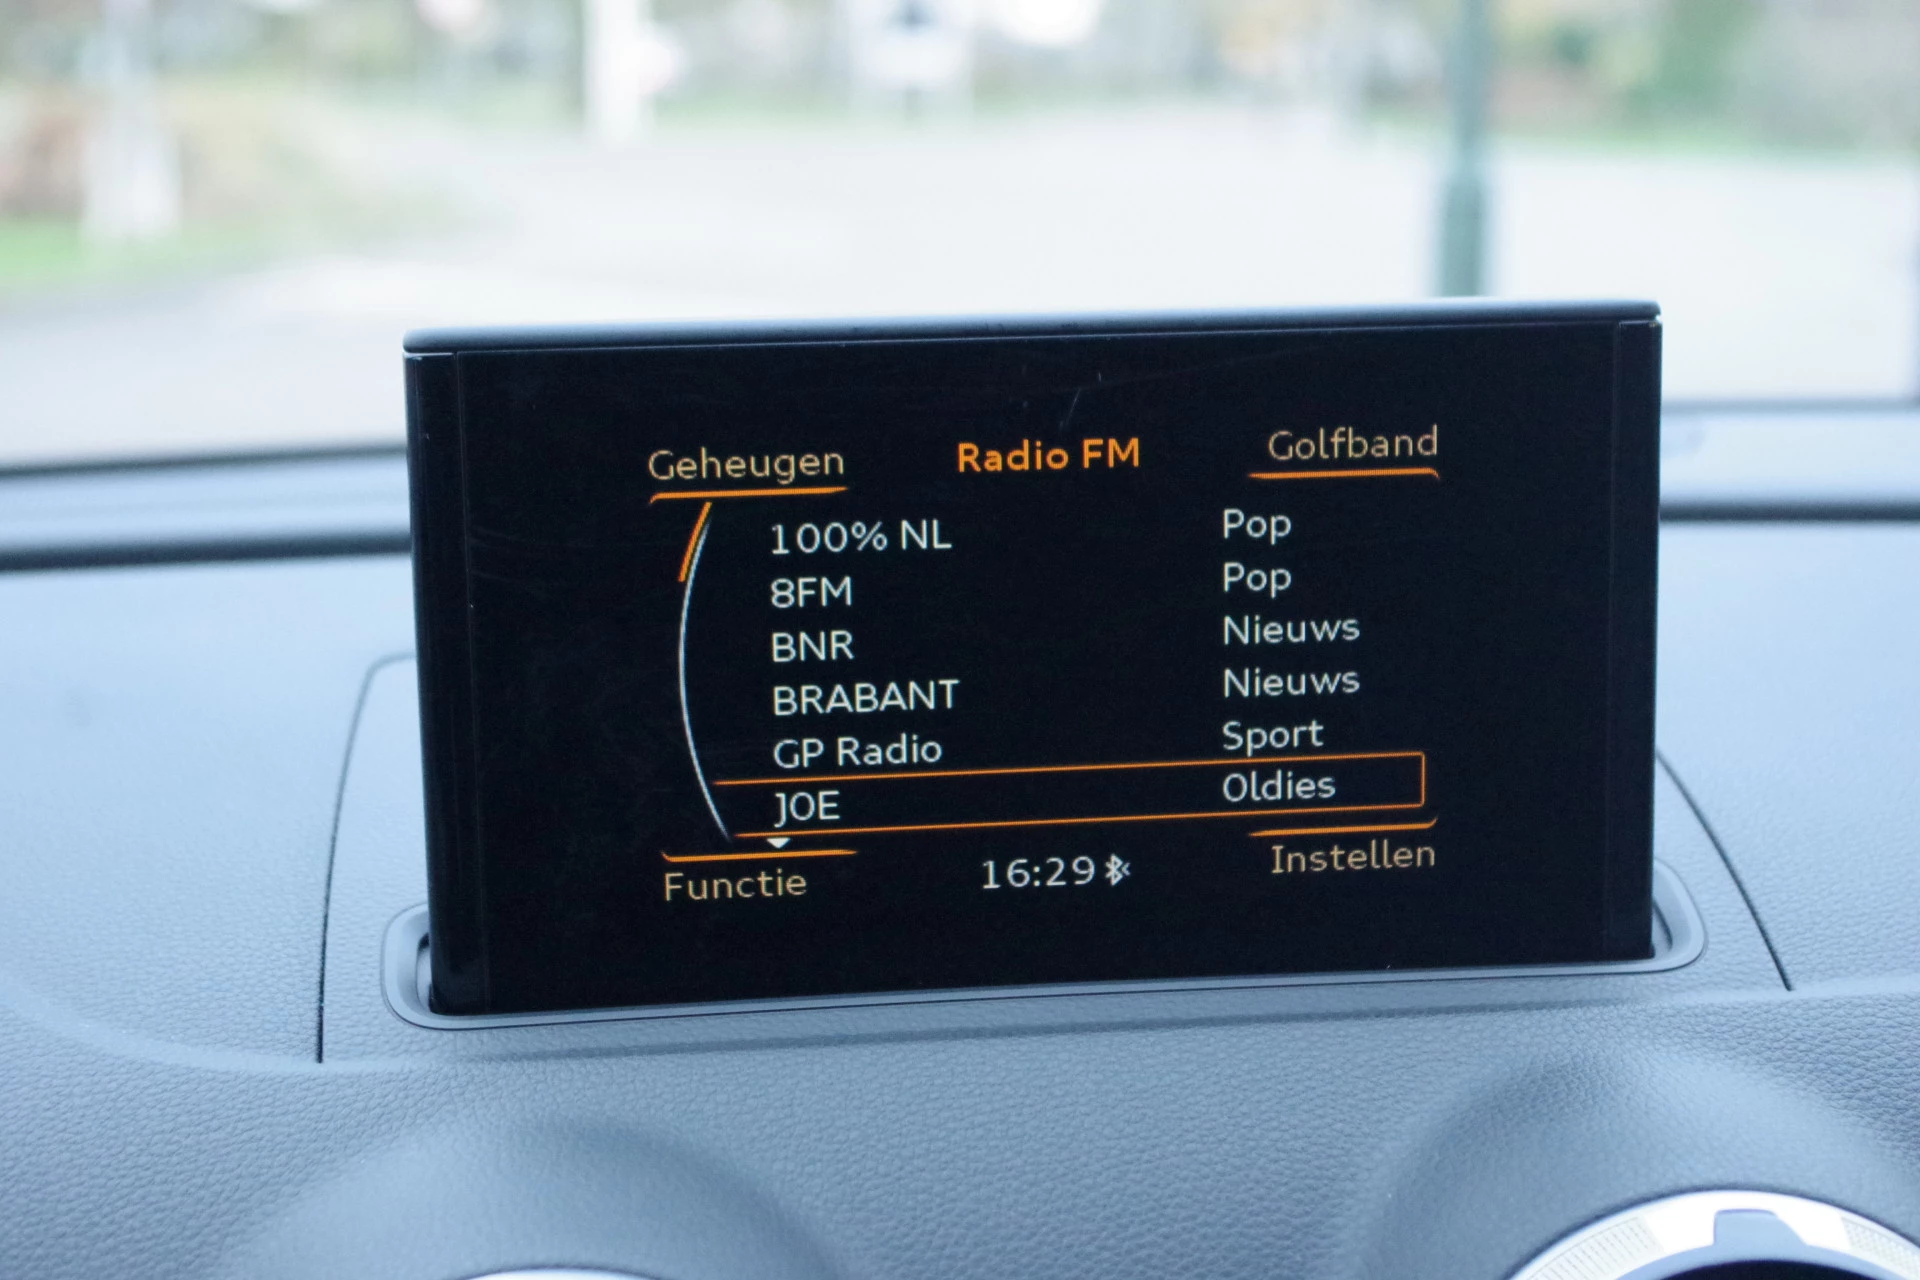 Geheugen Radio FM Golfband
100% NL Pop
8FM Pop
BNR Nieuws
BRABANT Nieuws
GP Radio Sport
JOE Oldies
Functie 16:29 Instellen